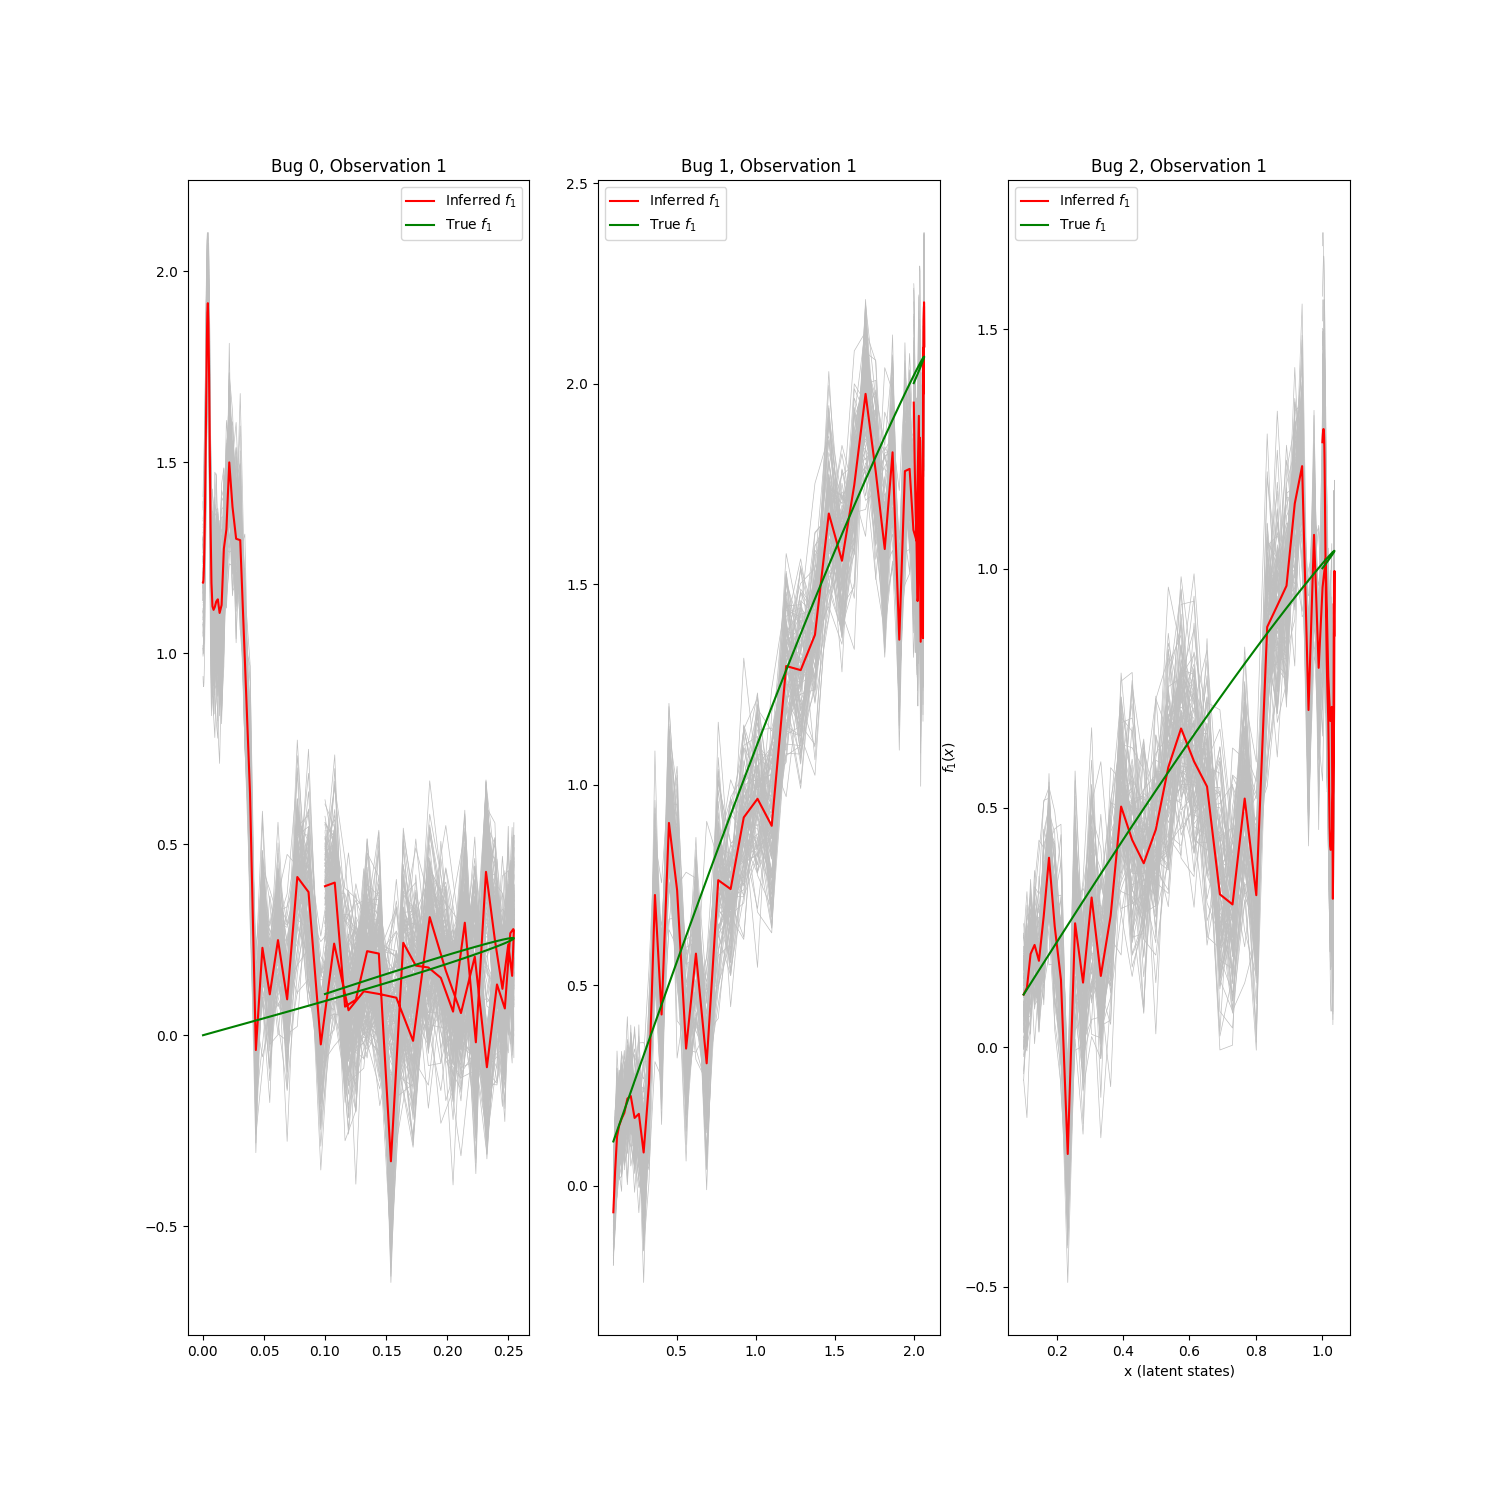 Bug 0, Observation 1
Inferred f₁
True f₁
2.0
1.5
1.0
0.5
0.0
−0.5
0.00 0.05 0.10 0.15 0.20 0.25
Bug 1, Observation 1
Inferred f₁
True f₁
2.5
2.0
1.5
1.0
0.5
0.0
0.5 1.0 1.5 2.0
Bug 2, Observation 1
Inferred f₁
True f₁
f₁(x)
1.5
1.0
0.5
0.0
−0.5
0.2 0.4 0.6 0.8 1.0
x (latent states)